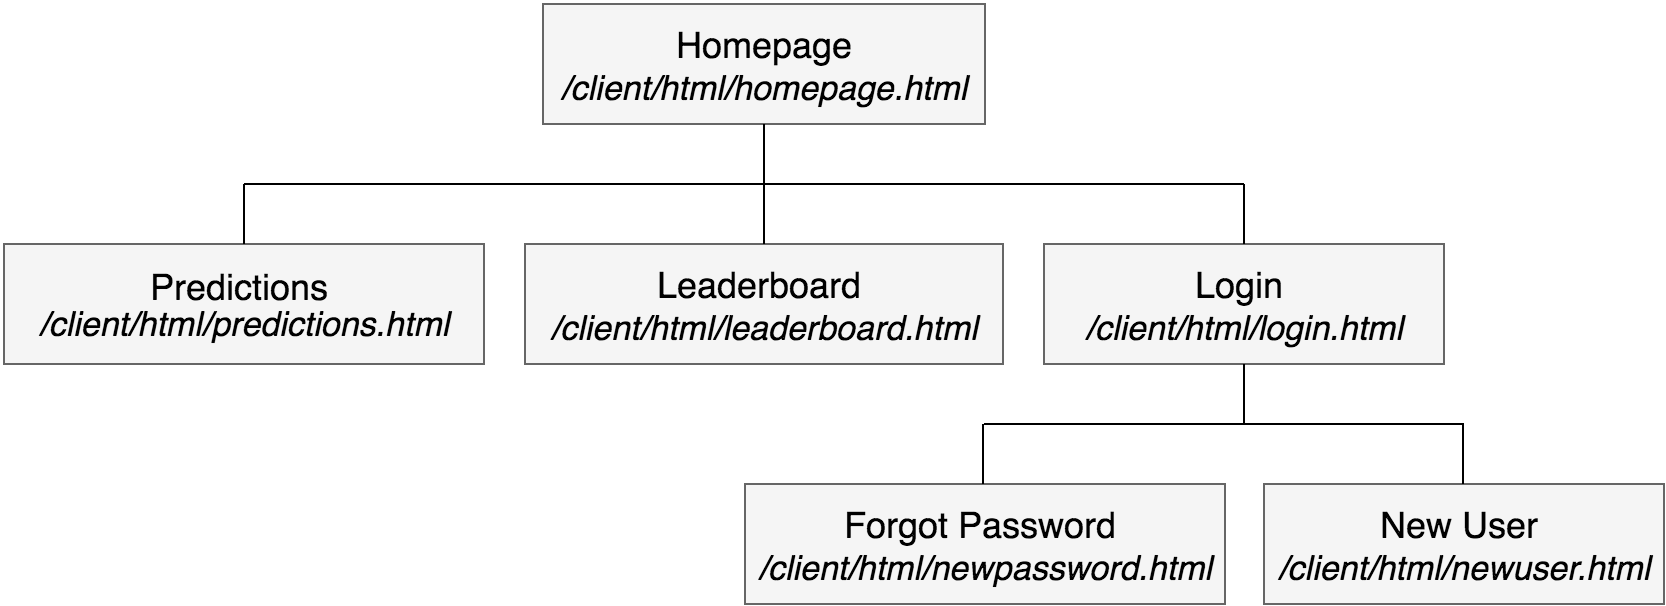 Homepage
/client/html/homepage.html
Predictions
/client/html/predictions.html
Leaderboard
/client/html/leaderboard.html
Login
/client/html/login.html
Forgot Password
/client/html/newpassword.html
New User
/client/html/newuser.html